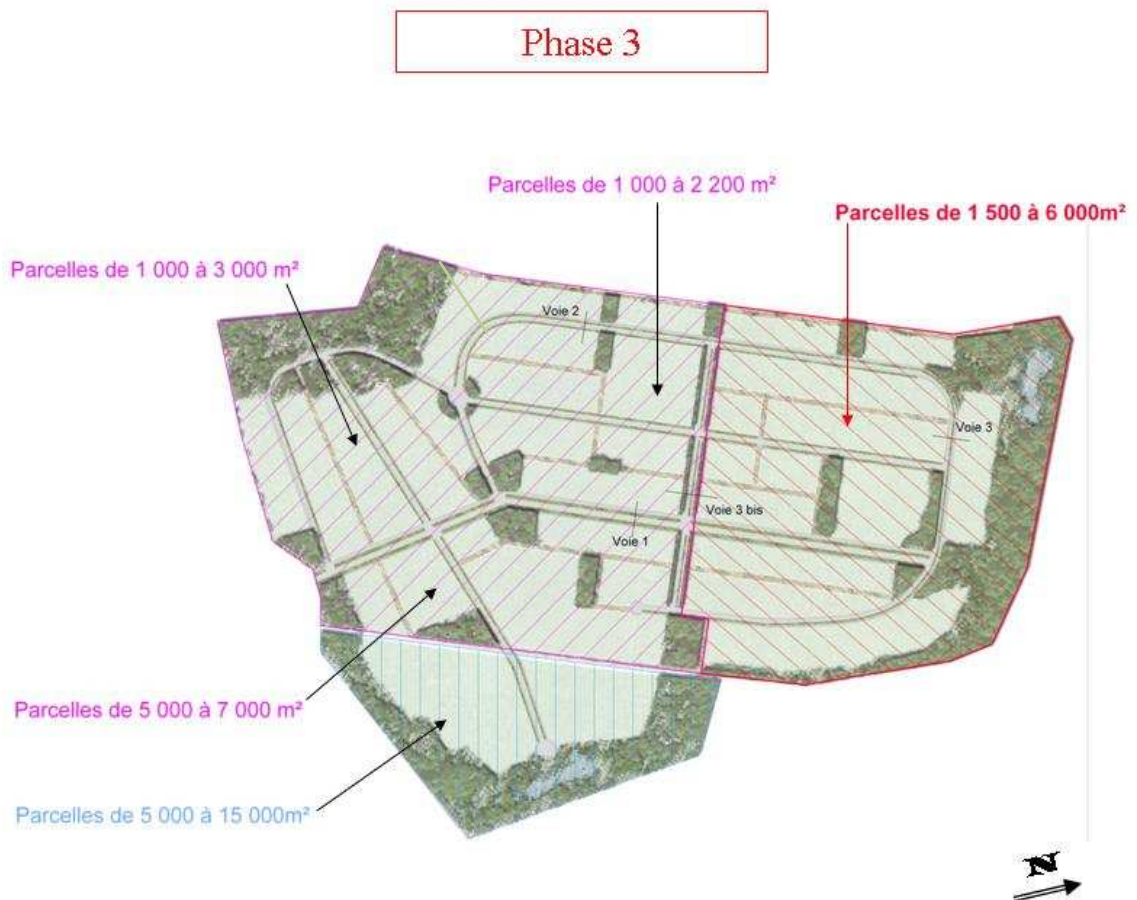 Phase 3
Parcelles de 1 000 à 2 200 m²
Parcelles de 1 500 à 6 000m²
Parcelles de 1 000 à 3 000 m²
Voie 2
Voie 3
Voie 3 bis
Voie 1
Parcelles de 5 000 à 7 000 m²
Parcelles de 5 000 à 15 000m²
N